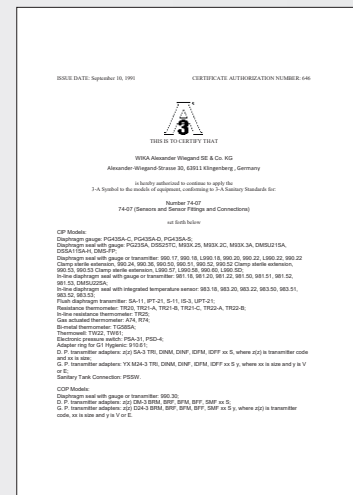 ISSUE DATE: September 10, 1991 CERTIFICATE AUTHORIZATION NUMBER: 646
A
3
THIS IS TO CERTIFY THAT
WIKA Alexander Wiegand SE & Co. KG
Alexander-Wiegand-Strasse 30, 63911 Klingenberg , Germany
is hereby authorized to continue to apply the
3-A Symbol to the models of equipment, conforming to 3-A Sanitary Standards for:
Number 74-07
74-07 (Sensors and Sensor Fittings and Connections)
set forth below
CIP Models:
Diaphragm gauge: PG43SA-C, PG43SA-D, PG43SA-S;
Diaphragm seal with gauge: PG23SA, DSS25TC, M93X.25, M93X.2C, M93X.3A, DMSU21SA,
DSSA11SA-H, DMS-FP;
Diaphragm seal with gauge or transmitter: 990.17, 990.18, L990.18, 990.20, 990.22, L990.22, 990.22
Clamp sterile extension, 990.24, 990.36, 990.50, 990.51, 990.52, 990.52 Clamp sterile extension,
990.53, 990.53 Clamp sterile extension, L990.57, L990.58, 990.60, L990.SD;
In-line diaphragm seal with gauge or transmitter: 981.18, 981.20, 981.22, 981.50, 981.51, 981.52,
981.53, DMSU22SA;
In-line diaphragm seal with integrated temperature sensor: 983.18, 983.20, 983.22, 983.50, 983.51,
983.52, 983.53;
Flush diaphragm transmitter: SA-11, IPT-21, S-11, IS-3, UPT-21;
Resistance thermometer: TR20, TR21-A, TR21-B, TR21-C, TR22-A, TR22-B;
In-line resistance thermometer: TR25;
Gas actuated thermometer: A74, R74;
Bi-metal thermometer: TG58SA;
Thermowell: TW22, TW61;
Electronic pressure switch: PSA-31, PSD-4;
Adapter ring for G1 Hygienic: 910.61;
D. P. transmitter adapters: z(z) SA-3 TRI, DINM, DINF, IDFM, IDFF xx S, where z(z) is transmitter code
and xx is size;
G. P. transmitter adapters: YX M24-3 TRI, DINM, DINF, IDFM, IDFF xx S y, where xx is size and y is V
or E;
Sanitary Tank Connection: PSSW.
COP Models:
Diaphragm seal with gauge or transmitter: 990.30;
D. P. transmitter adapters: z(z) DM-3 BRM, BRF, BFM, BFF, SMF xx S;
G. P. transmitter adapters: z(z) D24-3 BRM, BRF, BPM, BFF, SMF xx S y, where z(z) is transmitter
code, xx is size and y is V or E.